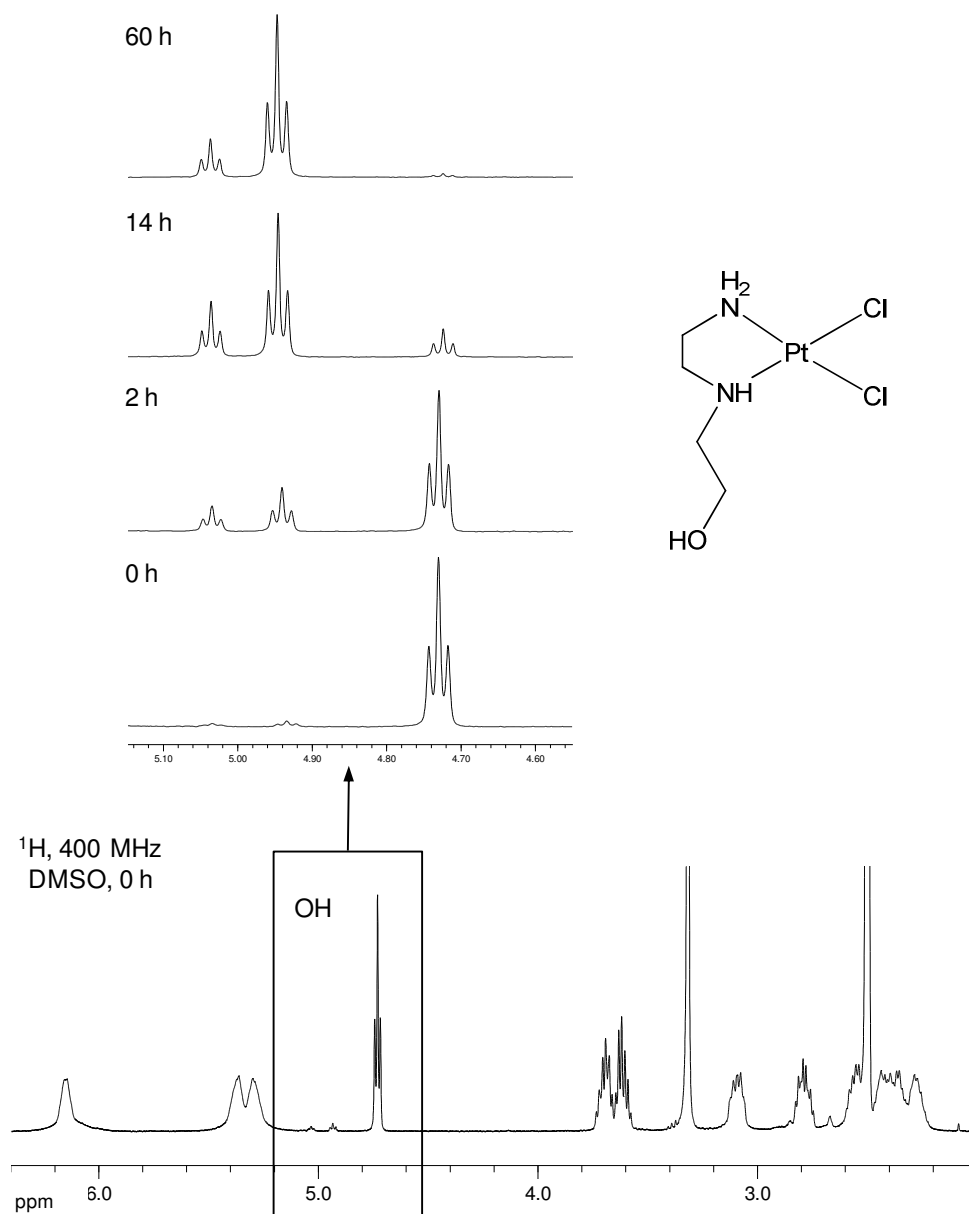 60 h
14 h
2 h
0 h
5.10 5.00 4.90 4.80 4.70 4.60
H₂
N
Cl
Pt
Cl
NH
HO
¹H, 400 MHz
DMSO, 0 h
OH
ppm 6.0 5.0 4.0 3.0